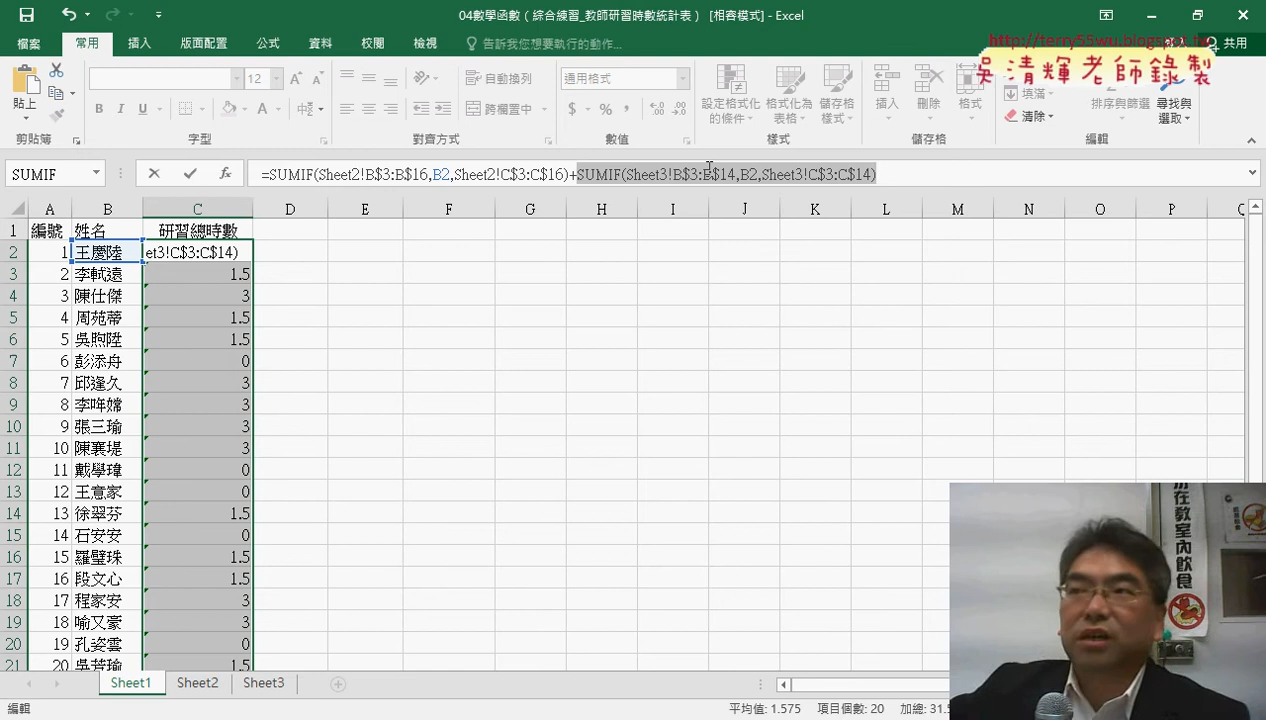 04數學函數（綜合練習_教師研習時數統計表） [相容模式] - Excel
http://terry55wu.blogspot.tw
吳清輝老師錄製
檔案 常用 插入 版面配置 公式 資料 校閱 檢視 告訴我您想要執行的動作... 共用
貼上 12 B I U 自動換列 跨欄置中 通用格式 $ % 設定格式化的條件 格式化為表格 儲存格樣式 插入 刪除 格式 填滿 清除 排序與篩選 尋找與選取
剪貼簿 字型 對齊方式 數值 樣式 儲存格 編輯
SUMIF fx =SUMIF(Sheet2!B$3:B$16,B2,Sheet2!C$3:C$16)+SUMIF(Sheet3!B$3:B$14,B2,Sheet3!C$3:C$14)
A B C D E F G H I J K L M N O P Q
1 編號 姓名 研習總時數
2 1 王慶陸 et3!C$3:C$14)
3 2 李軾遠 1.5
4 3 陳仕傑 3
5 4 周苑蒂 1.5
6 5 吳煦陞 1.5
7 6 彭添舟 0
8 7 邱逢久 3
9 8 3
10 9 張三瑜 3
11 10 陳襄堤 3
12 11 戴學瑋 0
13 12 王意家 0
14 13 徐翠芬 1.5
15 14 石安安 0
16 15 羅璧珠 1.5
17 16 段文心 1.5
18 17 程家安 3
19 18 喻又豪 3
20 19 孔姿雲 0
21 20 吳芳瑜 1.5
Sheet1 Sheet2 Sheet3
編輯 平均值: 1.575 項目個數: 20 加總: 31.5
在教室內飲食